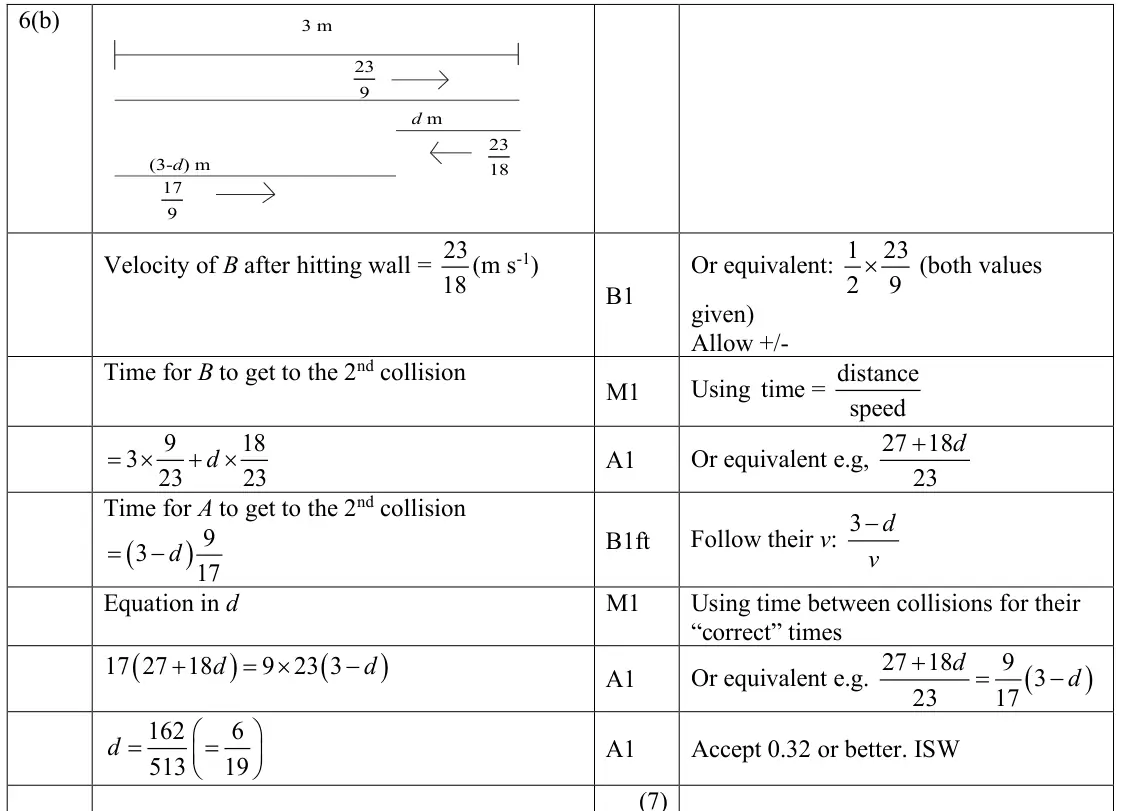 6(b)
3 m
23/9
d m
23/18
(3-d) m
17/9
Velocity of B after hitting wall = 23/18 (m s⁻¹)
B1
Or equivalent: 1/2 × 23/9 (both values
given)
Allow +/-
Time for B to get to the 2ⁿᵈ collision
M1
Using time = distance/speed
= 3 × 9/23 + d × 18/23
A1
Or equivalent e.g, (27 + 18d)/23
Time for A to get to the 2ⁿᵈ collision
= (3 − d) 9/17
B1ft
Follow their v: (3 − d)/v
Equation in d
M1
Using time between collisions for their
“correct” times
17(27 + 18d) = 9 × 23(3 − d)
A1
Or equivalent e.g. (27 + 18d)/23 = 9/17 (3 − d)
d = 162/513 (= 6/19)
A1
Accept 0.32 or better. ISW
(7)